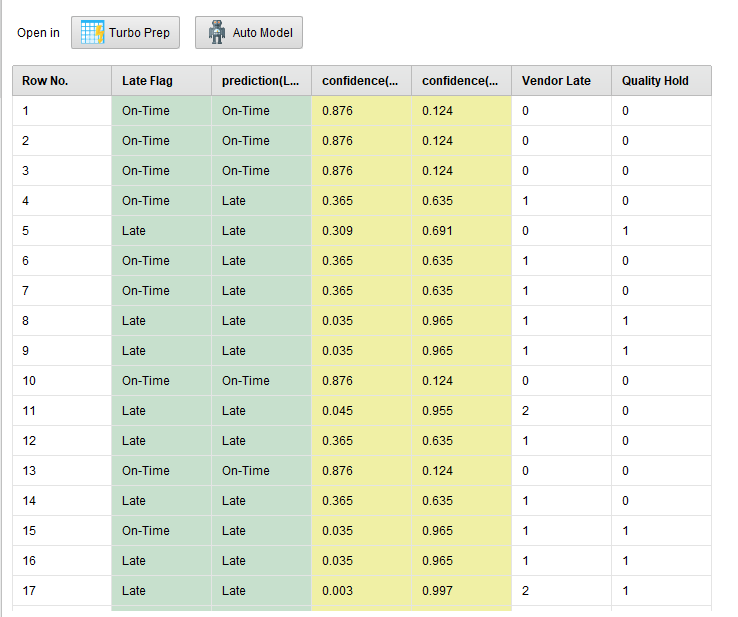 Open in Turbo Prep Auto Model
Row No. Late Flag prediction(L... confidence(... confidence(... Vendor Late Quality Hold
1 On-Time On-Time 0.876 0.124 0 0
2 On-Time On-Time 0.876 0.124 0 0
3 On-Time On-Time 0.876 0.124 0 0
4 On-Time Late 0.365 0.635 1 0
5 Late Late 0.309 0.691 0 1
6 On-Time Late 0.365 0.635 1 0
7 On-Time Late 0.365 0.635 1 0
8 Late Late 0.035 0.965 1 1
9 Late Late 0.035 0.965 1 1
10 On-Time On-Time 0.876 0.124 0 0
11 Late Late 0.045 0.955 2 0
12 Late Late 0.365 0.635 1 0
13 On-Time On-Time 0.876 0.124 0 0
14 Late Late 0.365 0.635 1 0
15 On-Time Late 0.035 0.965 1 1
16 Late Late 0.035 0.965 1 1
17 Late Late 0.003 0.997 2 1